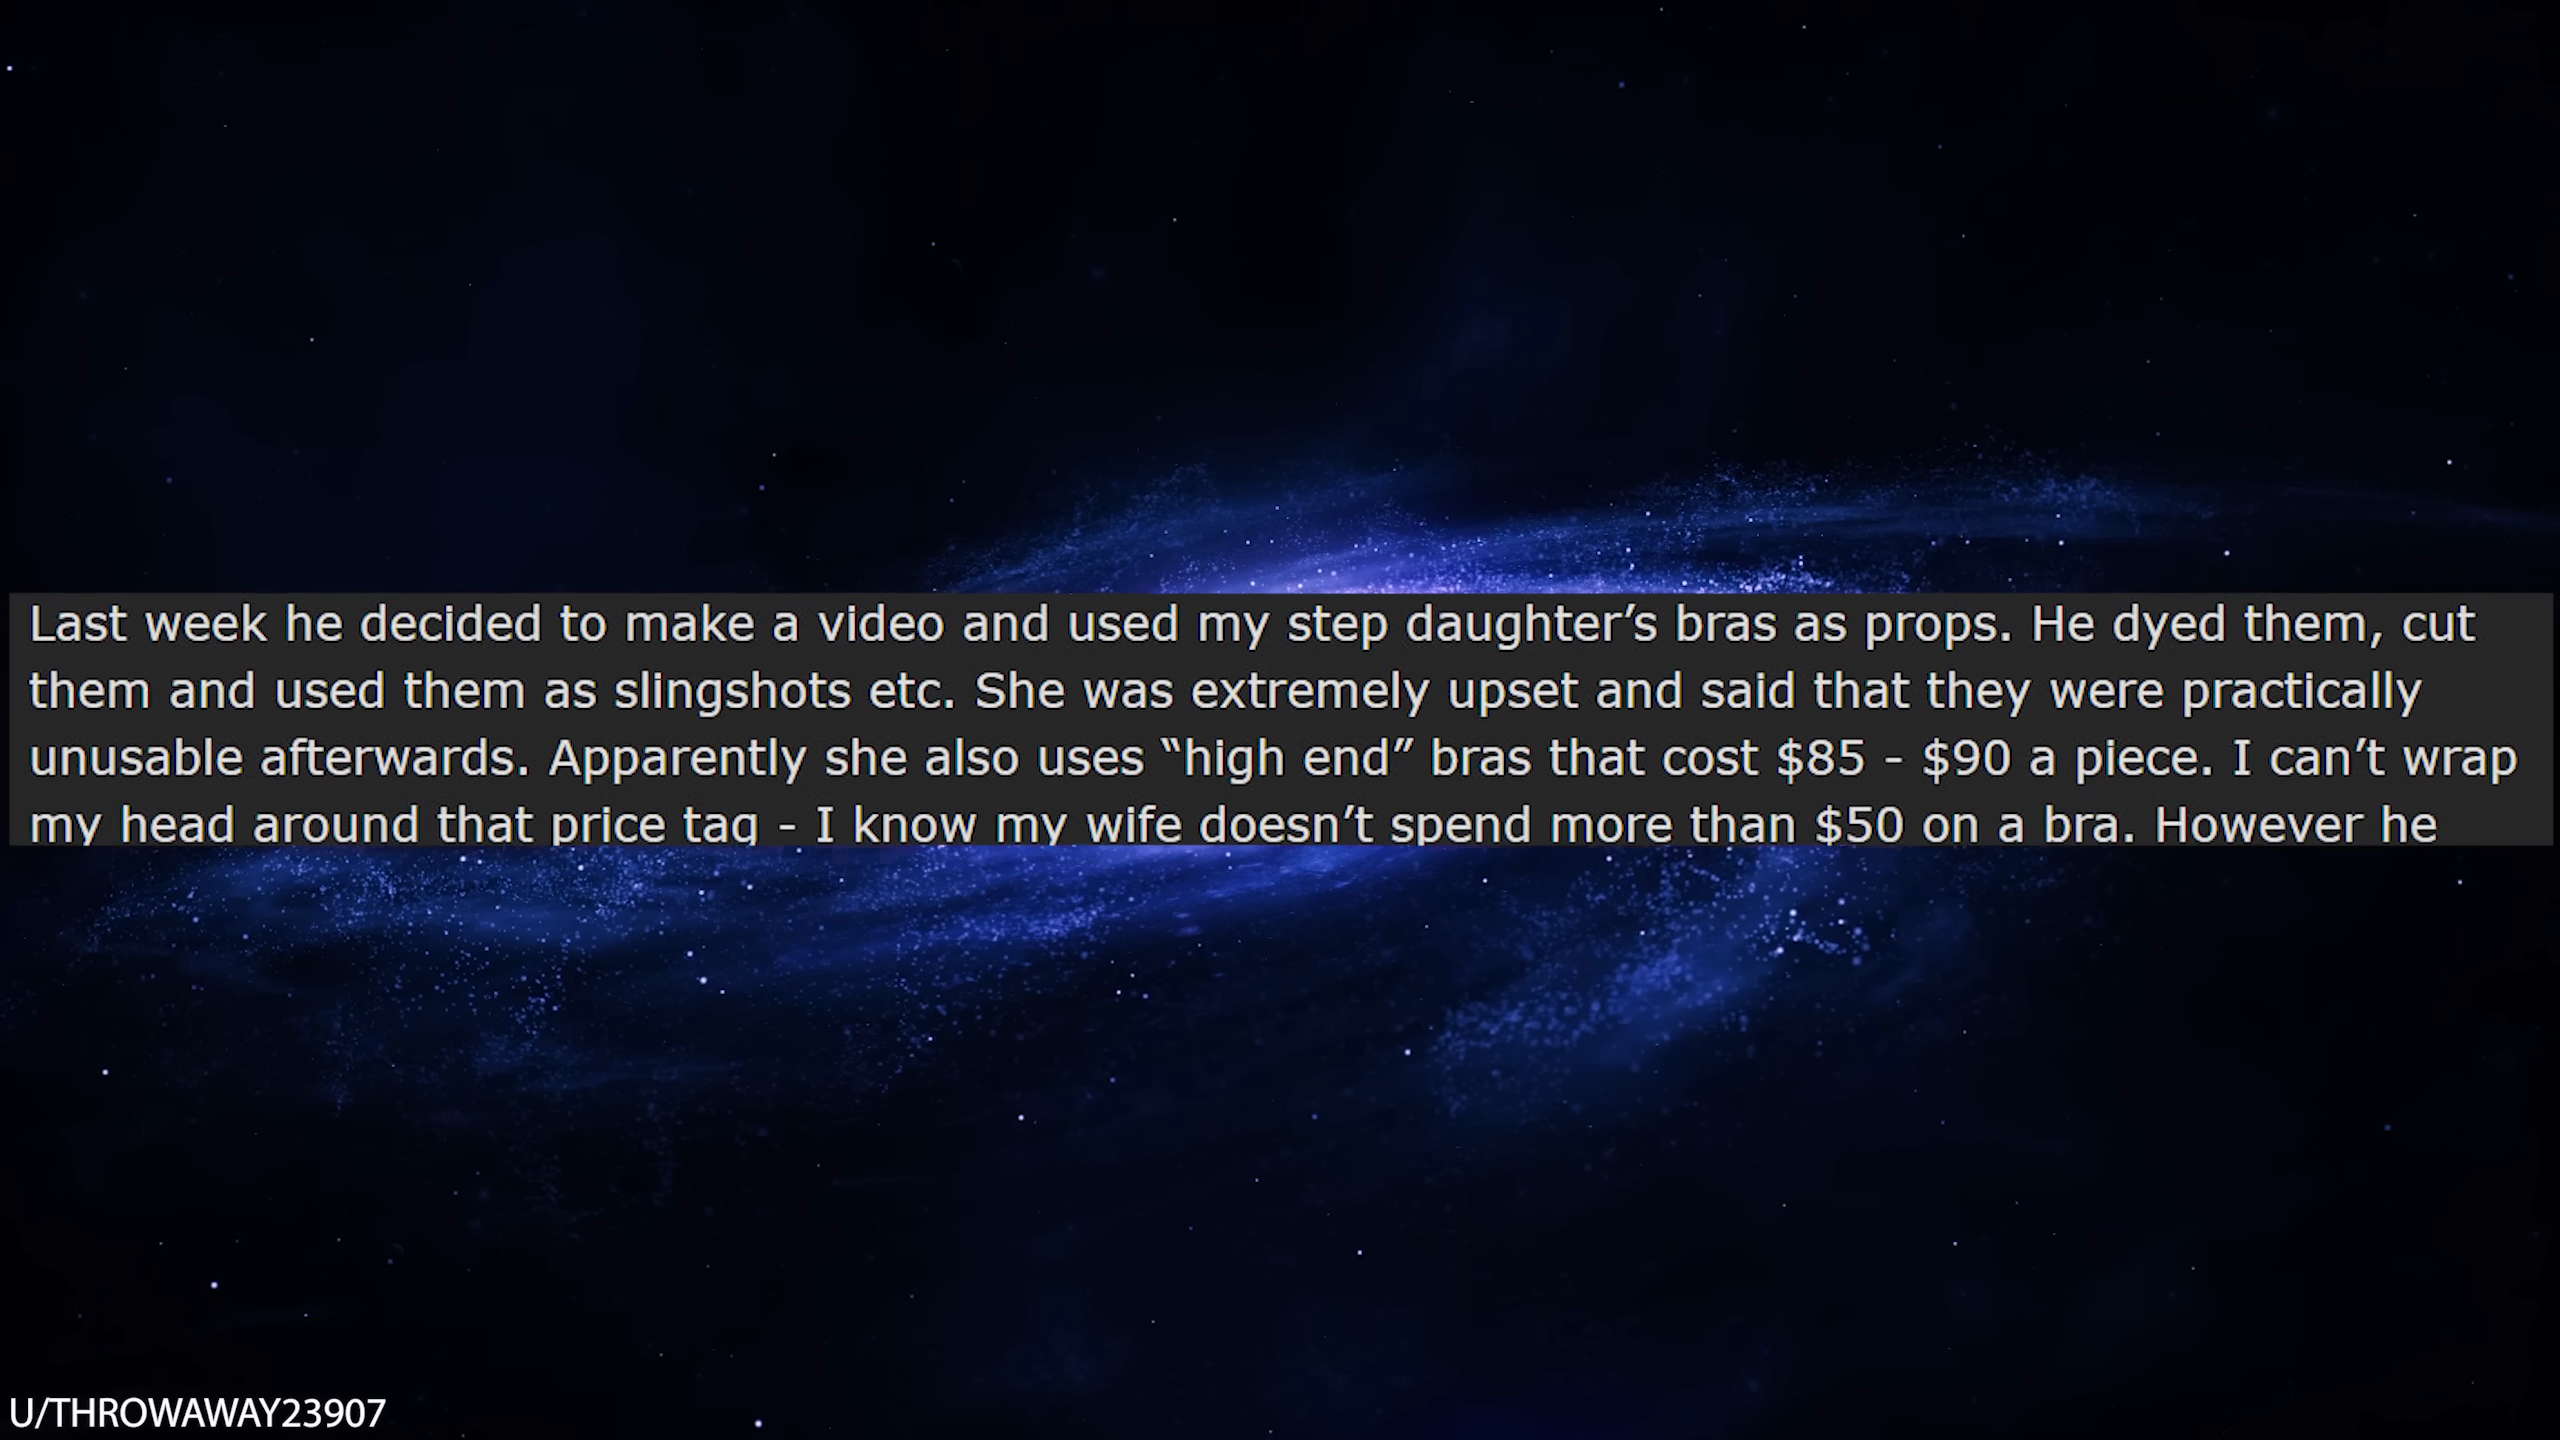 Last week he decided to make a video and used my step daughter’s bras as props. He dyed them, cut
them and used them as slingshots etc. She was extremely upset and said that they were practically
unusable afterwards. Apparently she also uses “high end” bras that cost $85 - $90 a piece. I can’t wrap
my head around that price tag - I know my wife doesn’t spend more than $50 on a bra. However he
U/THROWAWAY23907